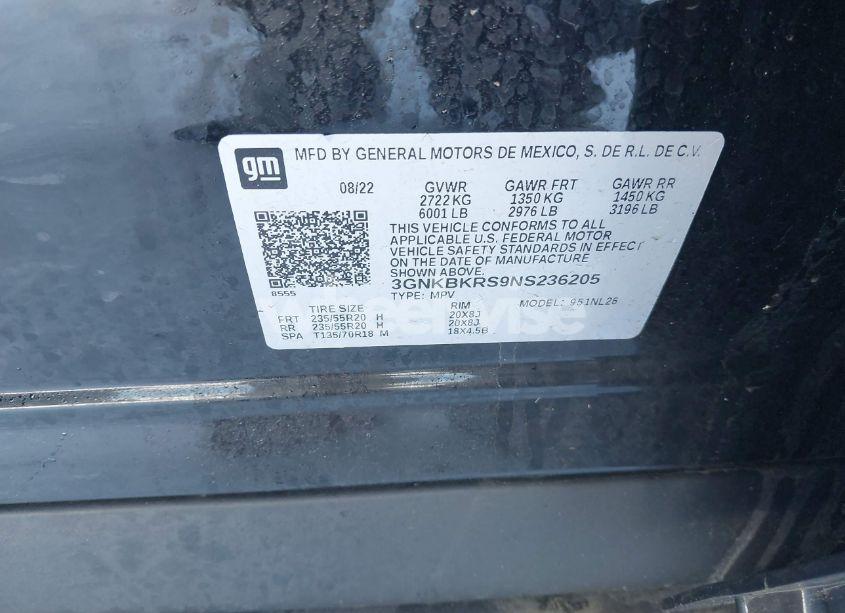 gm
MFD BY GENERAL MOTORS DE MEXICO, S. DE R.L. DE C.V.
08/22 GVWR GAWR FRT GAWR RR
2722 KG 1350 KG 1450 KG
6001 LB 2976 LB 3196 LB
THIS VEHICLE CONFORMS TO ALL
APPLICABLE U.S. FEDERAL MOTOR
VEHICLE SAFETY STANDARDS IN EFFECT
ON THE DATE OF MANUFACTURE
SHOWN ABOVE.
8555
3GNKBKRS9NS236205
TYPE: MPV MODEL: 951NL26
TIRE SIZE RIM
FRT 235/55R20 H 20X8J
RR 235/55R20 H 20X8J
SPA T135/70R18 M 18X4.5B